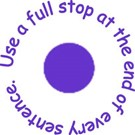 Use a full stop at the end of every sentence.